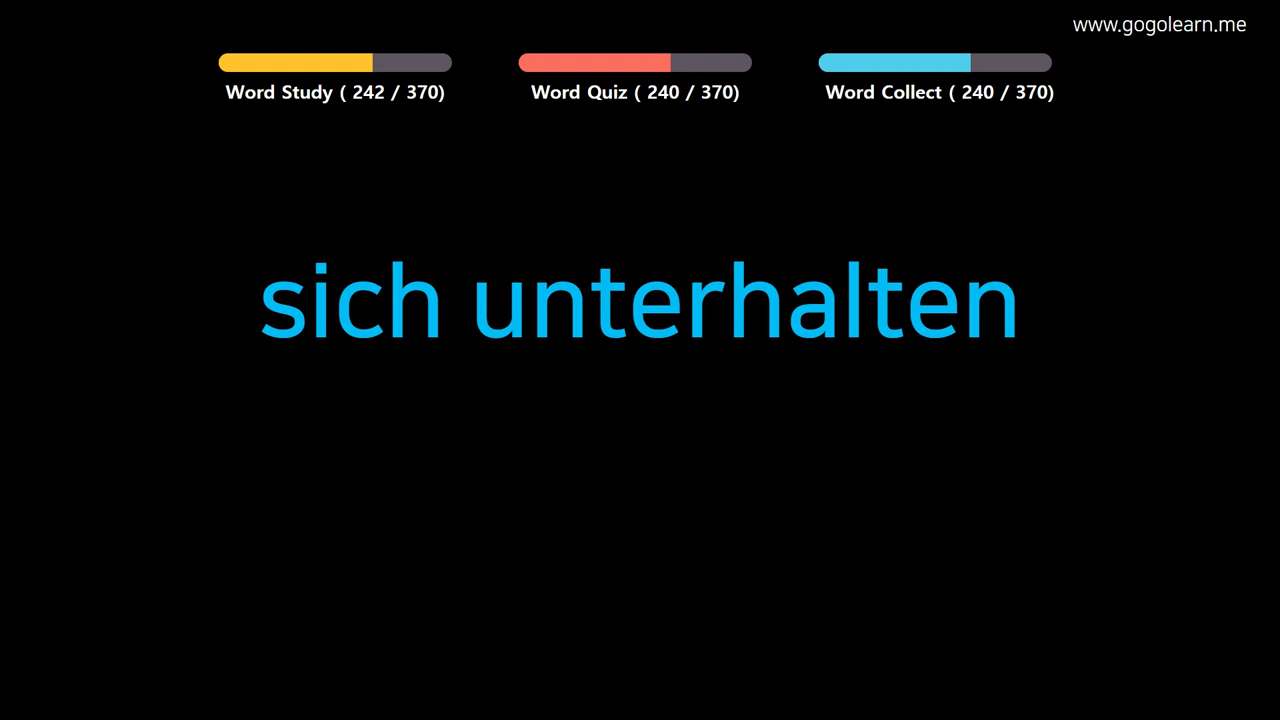 www.gogolearn.me
Word Study ( 242 / 370)
Word Quiz ( 240 / 370)
Word Collect ( 240 / 370)
sich unterhalten